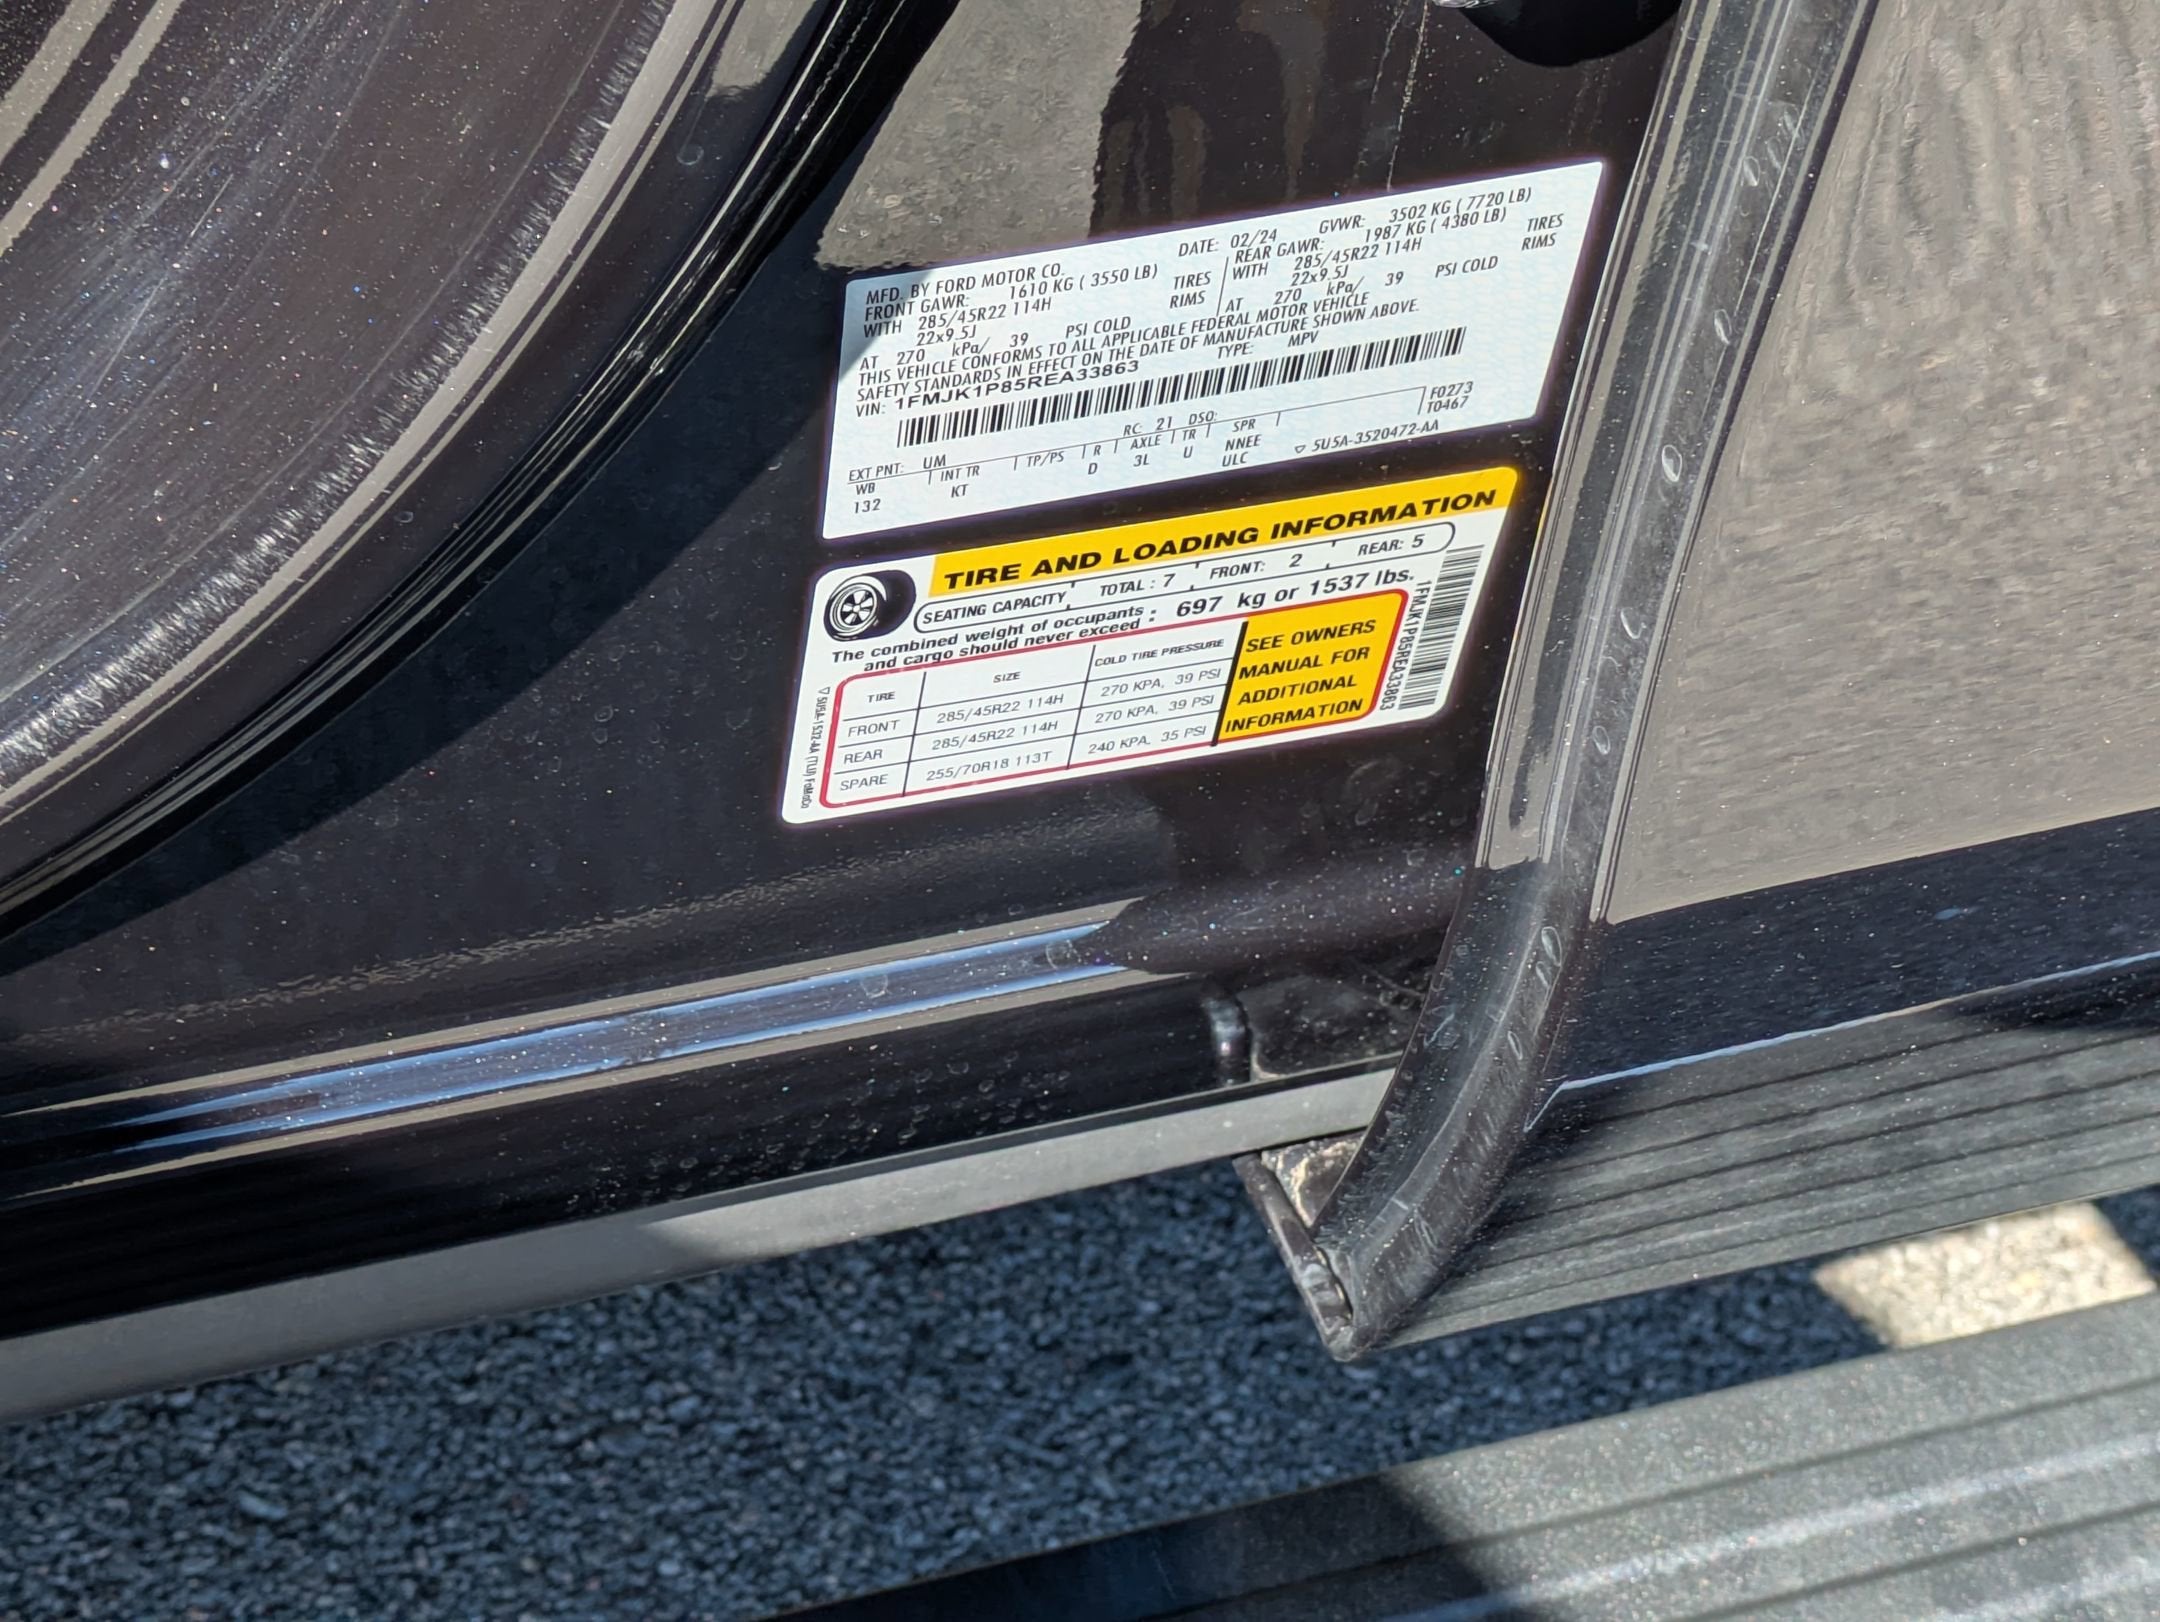 MFD. BY FORD MOTOR CO. DATE: 02/24 GVWR: 3502 KG ( 7720 LB)
FRONT GAWR: 1610 KG ( 3550 LB) REAR GAWR: 1987 KG ( 4380 LB)
WITH 285/45R22 114H TIRES WITH 285/45R22 114H TIRES
22x9.5J RIMS 22x9.5J RIMS
AT 270 kPa/ 39 PSI COLD AT 270 kPa/ 39 PSI COLD
THIS VEHICLE CONFORMS TO ALL APPLICABLE FEDERAL MOTOR VEHICLE
SAFETY STANDARDS IN EFFECT ON THE DATE OF MANUFACTURE SHOWN ABOVE.
VIN: 1FMJK1P85REA33863 TYPE: MPV
EXT PNT: UM RC: 21 DSO: F0273
WB INT TR TP/PS R AXLE TR SPR T0467
132 KT D 3L U NNEE
ULC ▽ 5U5A-3520472-AA
TIRE AND LOADING INFORMATION
SEATING CAPACITY TOTAL : 7 FRONT: 2 REAR: 5
The combined weight of occupants : 697 kg or 1537 lbs.
and cargo should never exceed :
TIRE SIZE COLD TIRE PRESSURE
FRONT 285/45R22 114H 270 KPA, 39 PSI
REAR 285/45R22 114H 270 KPA, 39 PSI
SPARE 255/70R18 113T 240 KPA, 35 PSI
SEE OWNERS
MANUAL FOR
ADDITIONAL
INFORMATION
1FMJK1P85REA33863